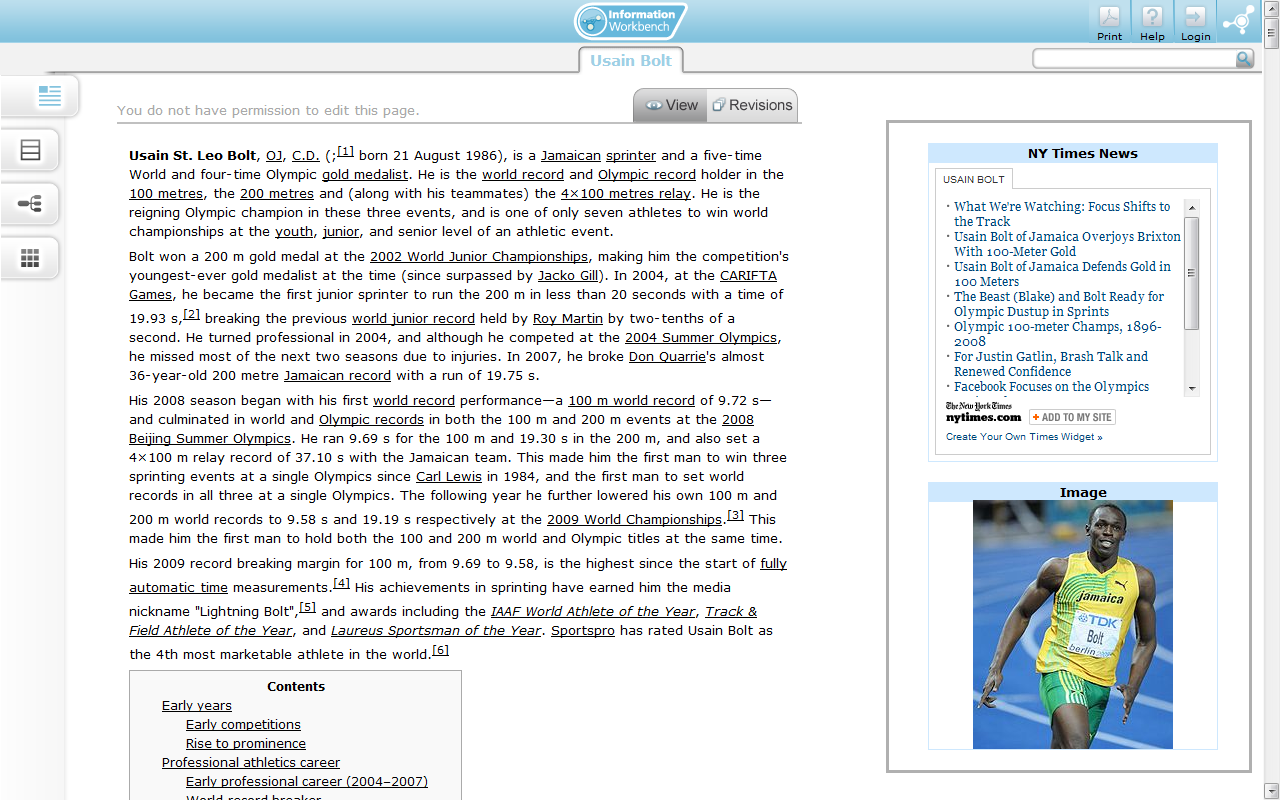 Information
Workbench
Print Help Login
Usain Bolt
You do not have permission to edit this page.
View Revisions
Usain St. Leo Bolt, OJ, C.D. (;[1] born 21 August 1986), is a Jamaican sprinter and a five-time
World and four-time Olympic gold medalist. He is the world record and Olympic record holder in the
100 metres, the 200 metres and (along with his teammates) the 4×100 metres relay. He is the
reigning Olympic champion in these three events, and is one of only seven athletes to win world
championships at the youth, junior, and senior level of an athletic event.
Bolt won a 200 m gold medal at the 2002 World Junior Championships, making him the competition's
youngest-ever gold medalist at the time (since surpassed by Jacko Gill). In 2004, at the CARIFTA
Games, he became the first junior sprinter to run the 200 m in less than 20 seconds with a time of
19.93 s,[2] breaking the previous world junior record held by Roy Martin by two-tenths of a
second. He turned professional in 2004, and although he competed at the 2004 Summer Olympics,
he missed most of the next two seasons due to injuries. In 2007, he broke Don Quarrie's almost
36-year-old 200 metre Jamaican record with a run of 19.75 s.
His 2008 season began with his first world record performance—a 100 m world record of 9.72 s—
and culminated in world and Olympic records in both the 100 m and 200 m events at the 2008
Beijing Summer Olympics. He ran 9.69 s for the 100 m and 19.30 s in the 200 m, and also set a
4×100 m relay record of 37.10 s with the Jamaican team. This made him the first man to win three
sprinting events at a single Olympics since Carl Lewis in 1984, and the first man to set world
records in all three at a single Olympics. The following year he further lowered his own 100 m and
200 m world records to 9.58 s and 19.19 s respectively at the 2009 World Championships.[3] This
made him the first man to hold both the 100 and 200 m world and Olympic titles at the same time.
His 2009 record breaking margin for 100 m, from 9.69 to 9.58, is the highest since the start of fully
automatic time measurements.[4] His achievements in sprinting have earned him the media
nickname "Lightning Bolt",[5] and awards including the IAAF World Athlete of the Year, Track &
Field Athlete of the Year, and Laureus Sportsman of the Year. Sportspro has rated Usain Bolt as
the 4th most marketable athlete in the world.[6]
Contents
Early years
Early competitions
Rise to prominence
Professional athletics career
Early professional career (2004–2007)
World record breaker
NY Times News
USAIN BOLT
· What We're Watching: Focus Shifts to
the Track
· Usain Bolt of Jamaica Overjoys Brixton
With 100-Meter Gold
· Usain Bolt of Jamaica Defends Gold in
100 Meters
· The Beast (Blake) and Bolt Ready for
Olympic Dustup in Sprints
· Olympic 100-meter Champs, 1896-
2008
· For Justin Gatlin, Brash Talk and
Renewed Confidence
· Facebook Focuses on the Olympics
The New York Times
nytimes.com + ADD TO MY SITE
Create Your Own Times Widget »
Image
jamaica
TDK
Bolt
berlin 2009